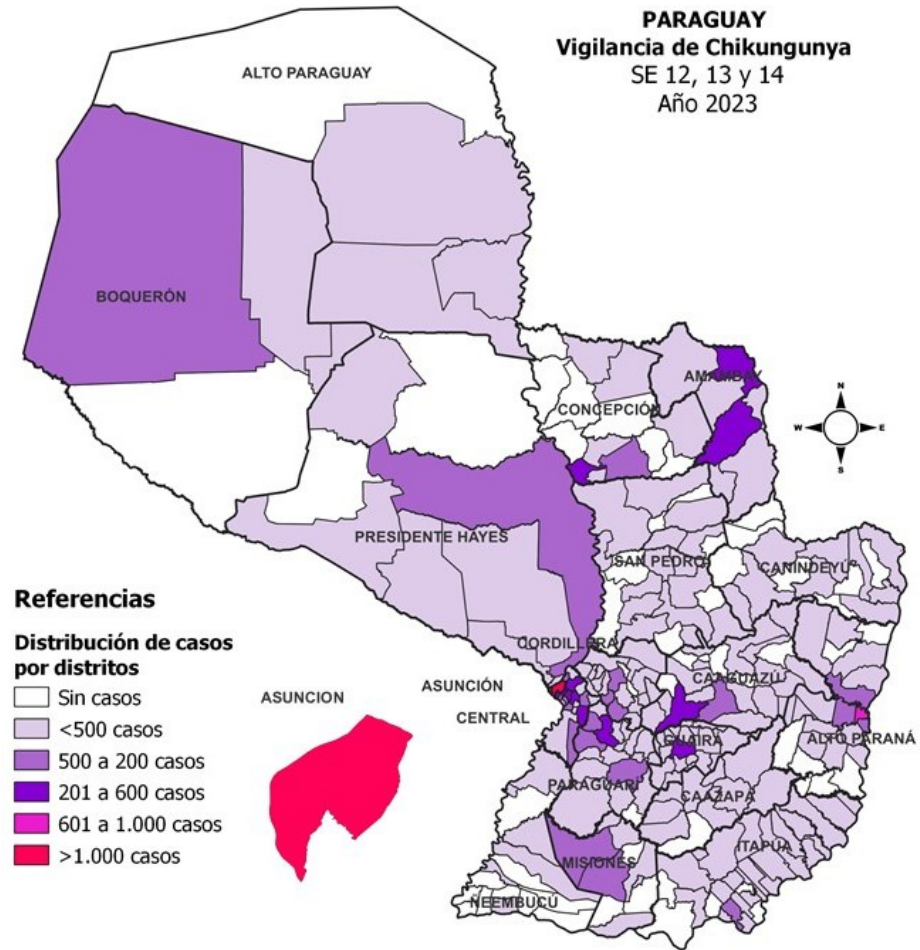 PARAGUAY
Vigilancia de Chikungunya
SE 12, 13 y 14
Año 2023
ALTO PARAGUAY
BOQUERÓN
AMAMBAY
CONCEPCIÓN
N
W E
S
PRESIDENTE HAYES
SAN PEDRO
CANINDEYÚ
CORDILLERA
CAAGUAZÚ
ASUNCION
ASUNCIÓN
CENTRAL
GUAIRÁ
ALTO PARANÁ
PARAGUARÍ
CAAZAPÁ
ITAPÚA
MISIONES
ÑEEMBUCÚ
Referencias
Distribución de casos
por distritos
Sin casos
<500 casos
500 a 200 casos
201 a 600 casos
601 a 1.000 casos
>1.000 casos